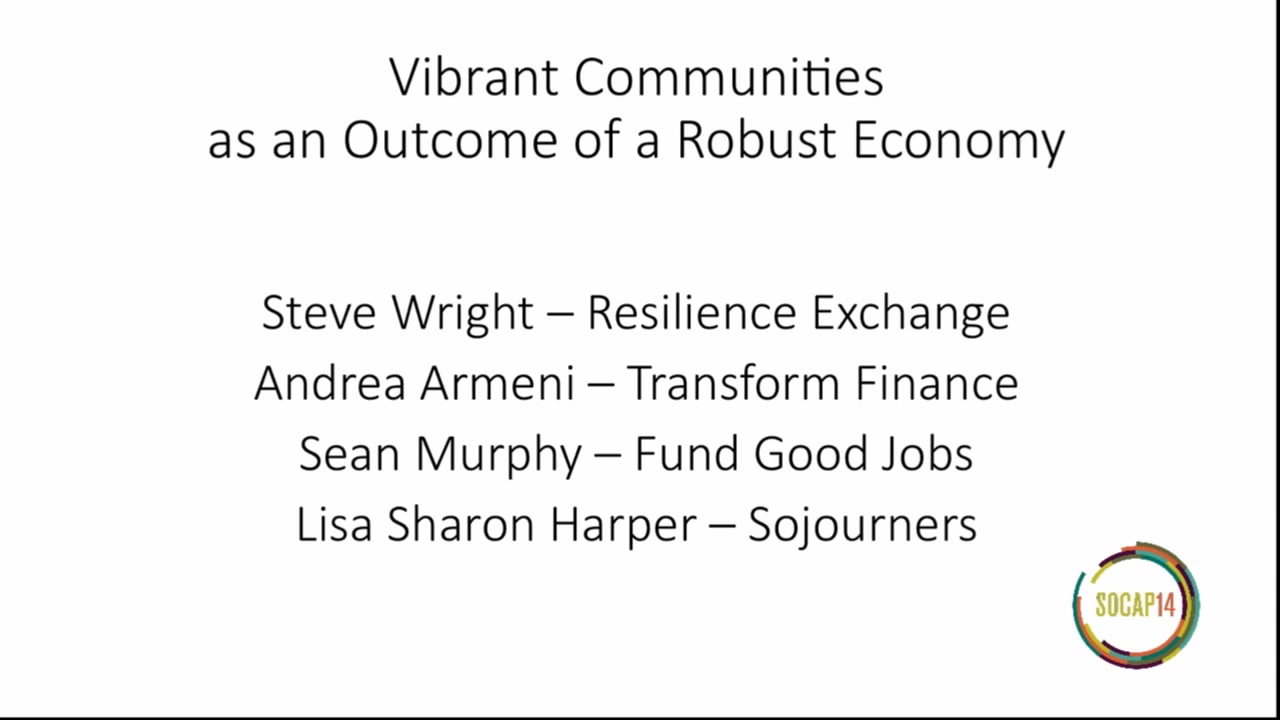 Vibrant Communities
as an Outcome of a Robust Economy
Steve Wright – Resilience Exchange
Andrea Armeni – Transform Finance
Sean Murphy – Fund Good Jobs
Lisa Sharon Harper – Sojourners
SOCAP14